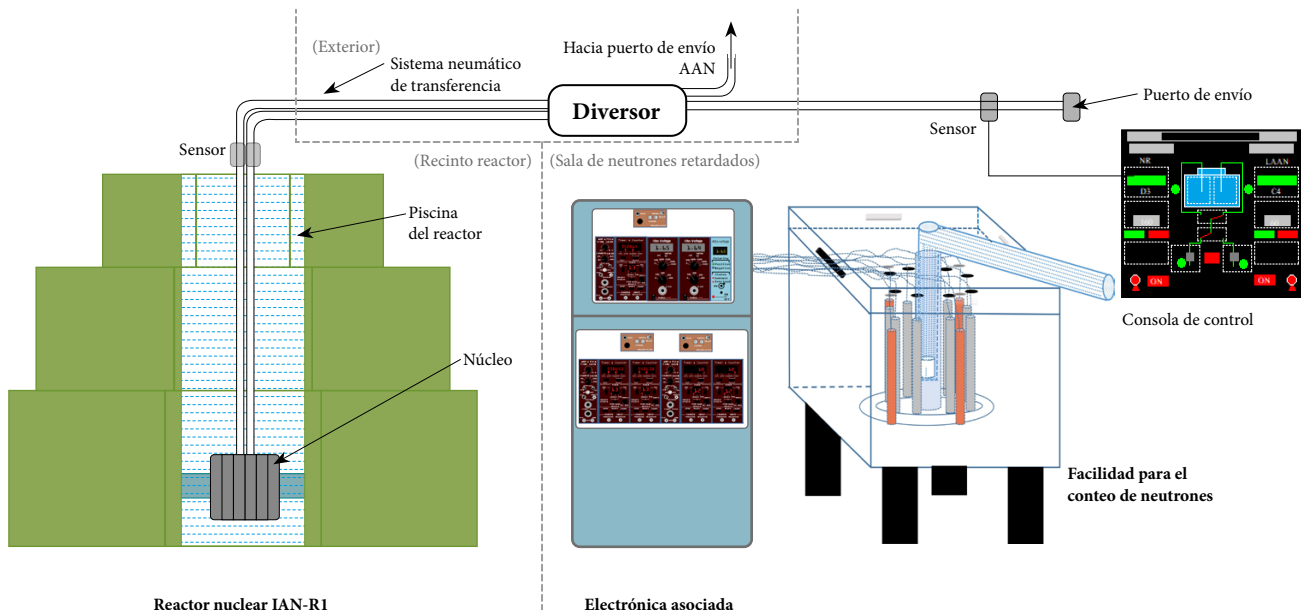 (Exterior)
Sistema neumático
de transferencia
Hacia puerto de envío
AAN
Diversor
Puerto de envío
Sensor
Sensor
(Recinto reactor)
(Sala de neutrones retardados)
Piscina
del reactor
Núcleo
NR
LAAN
D3
C4
160
60
ON
ON
Consola de control
Facilidad para el
conteo de neutrones
Reactor nuclear IAN-R1
Electrónica asociada